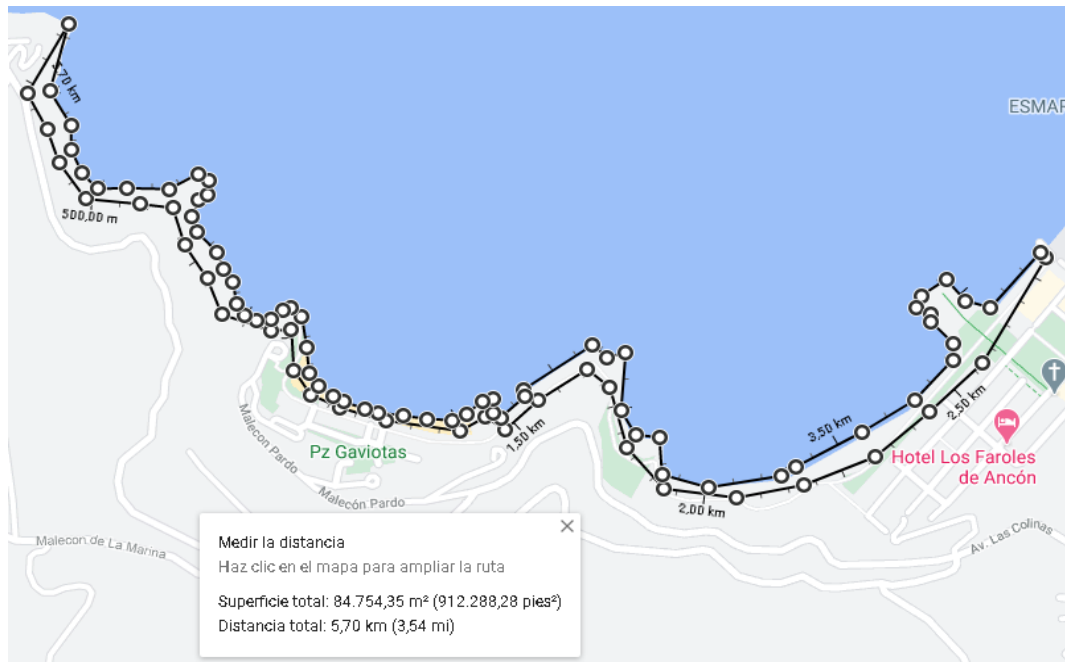 5,70 km
ESMAR
500,00 m
3,50 km
2,50 km
1,50 km
Malecon Pardo
Pz Gaviotas
Hotel Los Faroles
de Ancón
Malecón Pardo
2,00 km
Malecon de La Marina
Av. Las Colinas
Medir la distancia
Haz clic en el mapa para ampliar la ruta
Superficie total: 84.754,35 m² (912.288,28 pies²)
Distancia total: 5,70 km (3,54 mi)